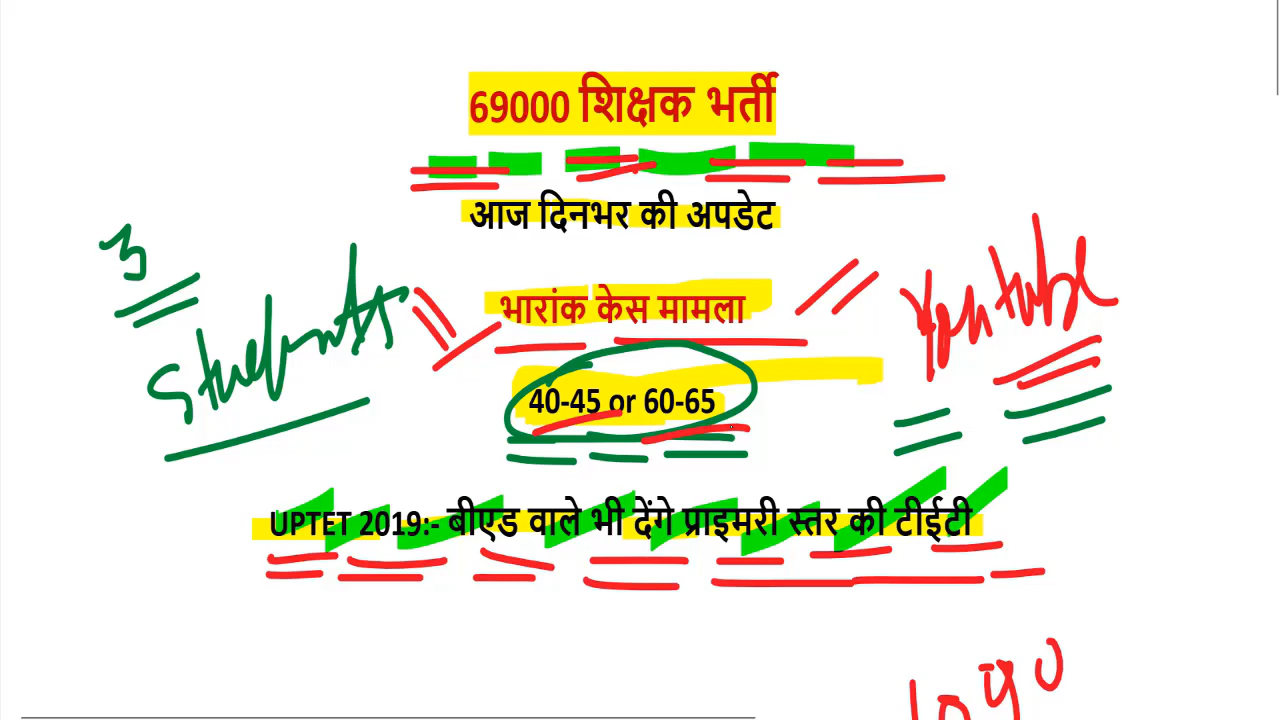 69000 शिक्षक भर्ती
आज दिनभर की अपडेट
3
Students
Youtube
भारांक केस मामला
40-45 or 60-65
UPTET 2019:- बीएड वाले भी देंगे प्राइमरी स्तर की टीईटी